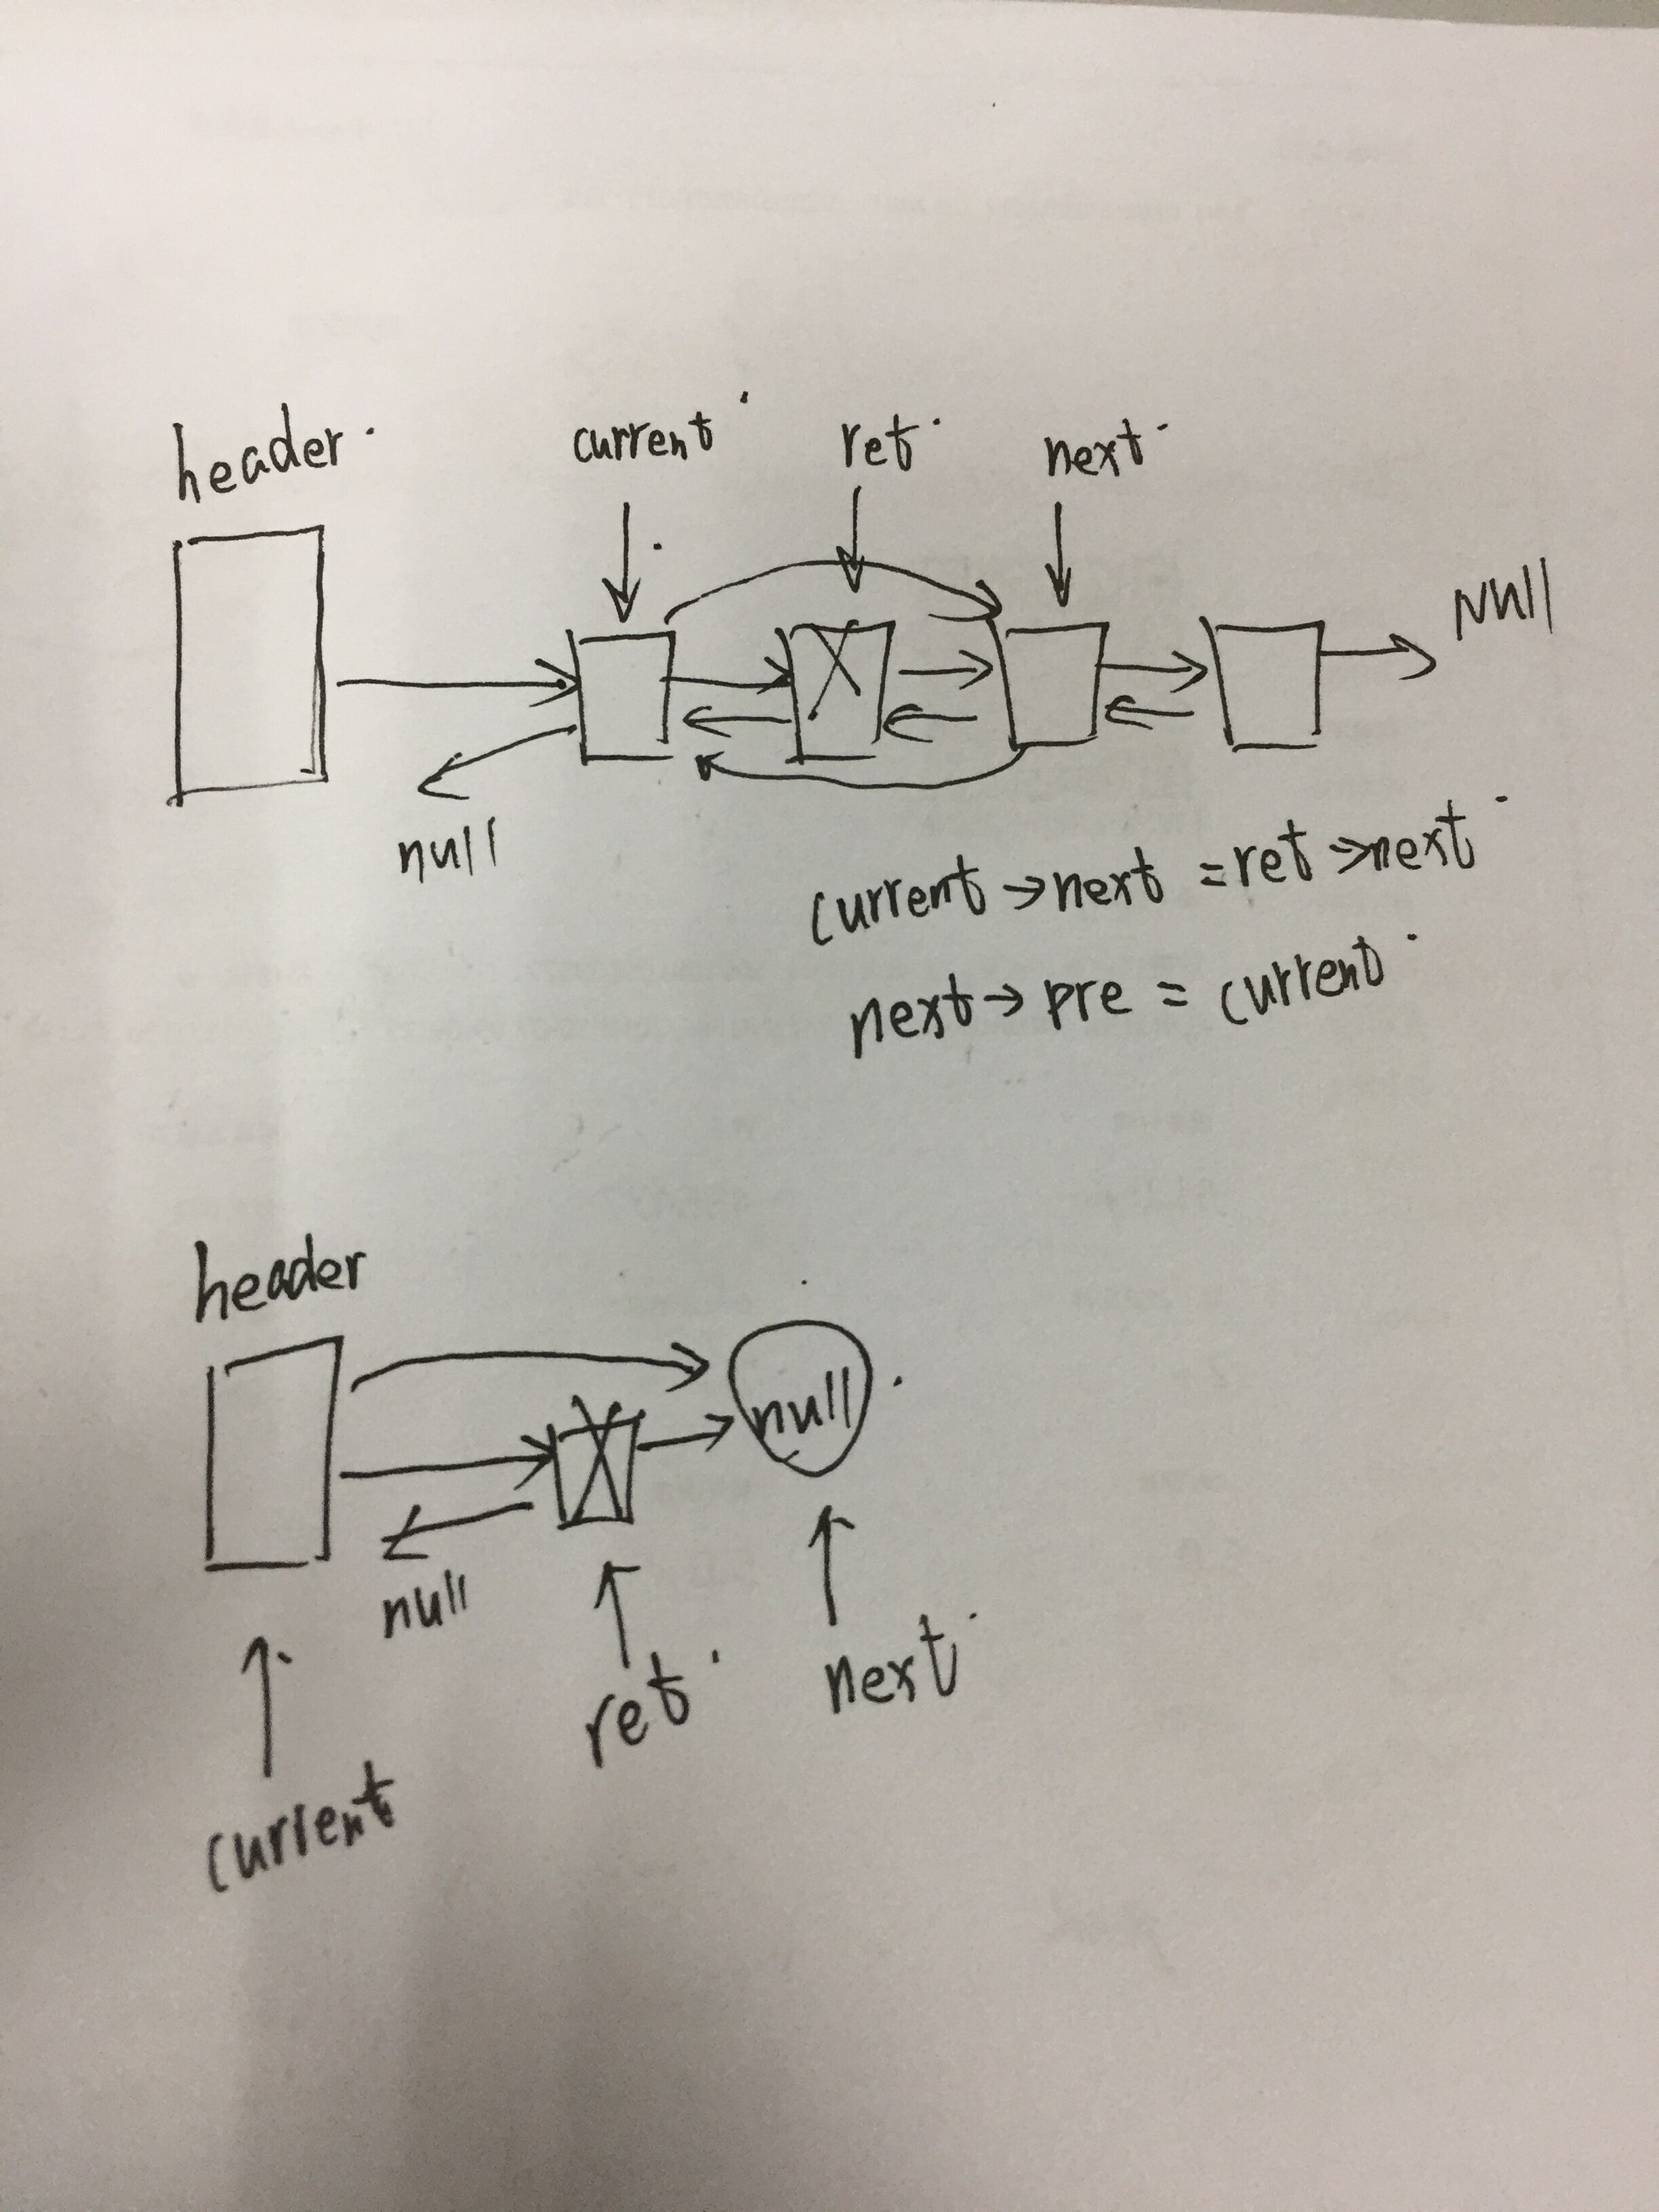 header
current
ret
next
Null
null
current → next = ret → next
next → pre = current
header
null
null
ret
next
current